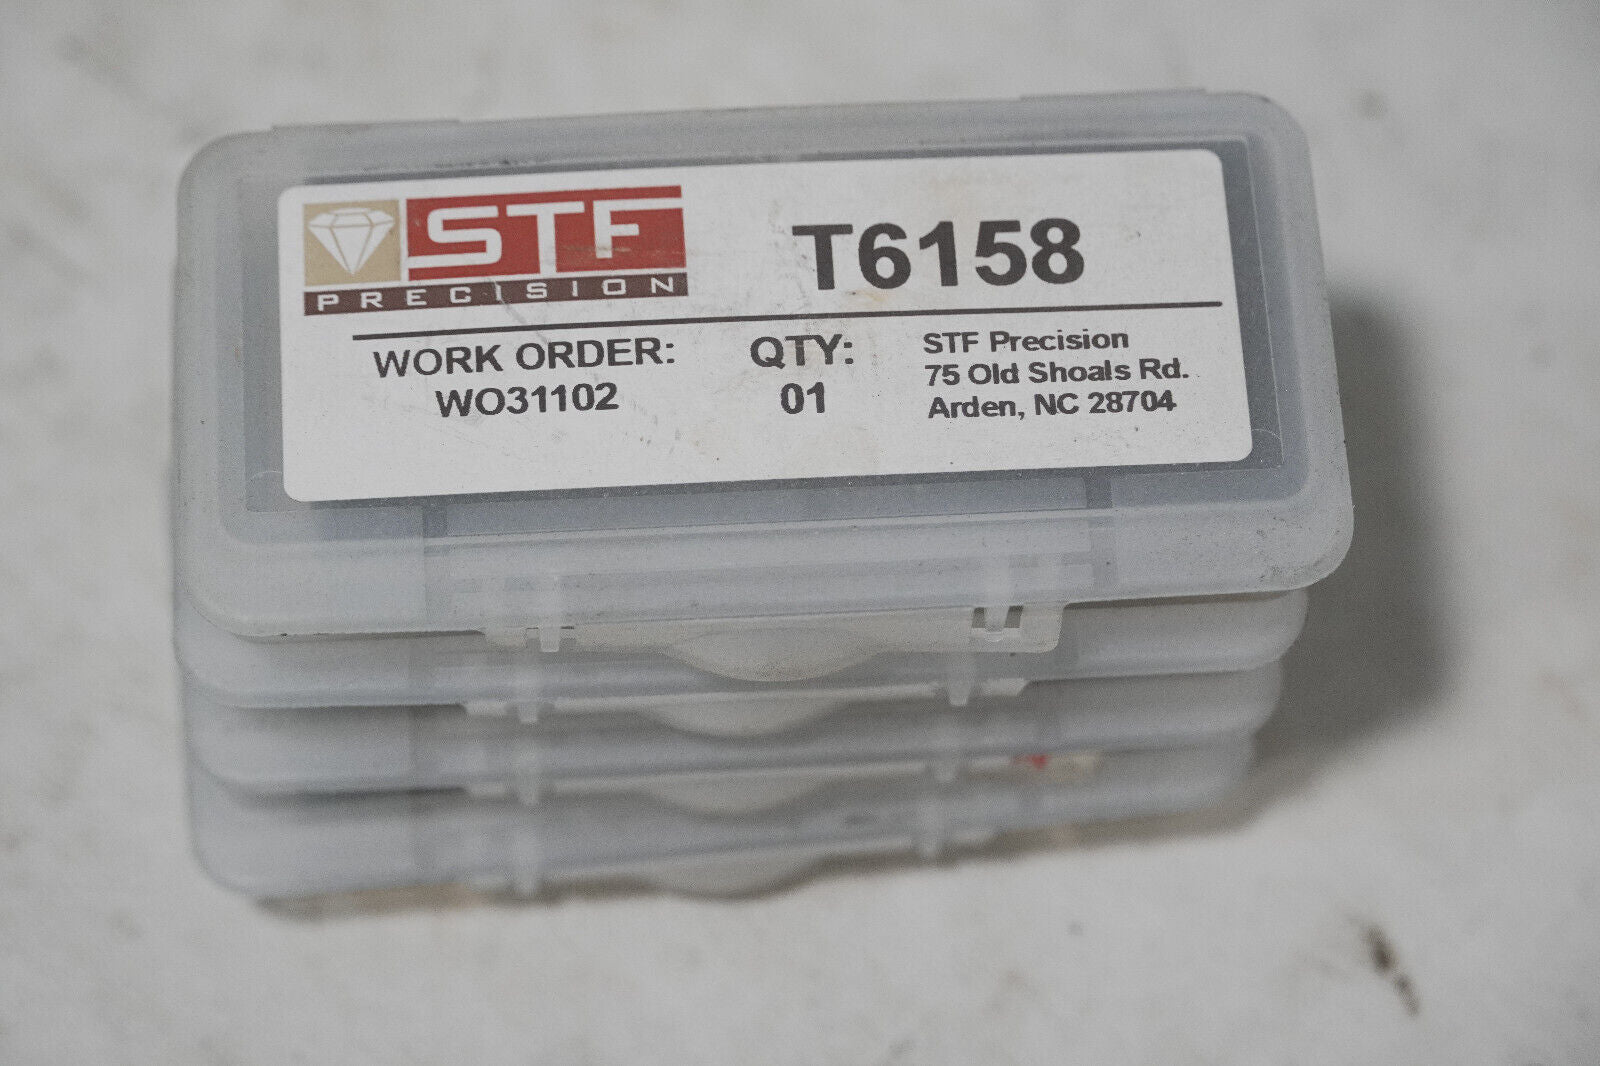 STF
PRECISION
T6158
WORK ORDER:
WO31102
QTY:
01
STF Precision
75 Old Shoals Rd.
Arden, NC 28704